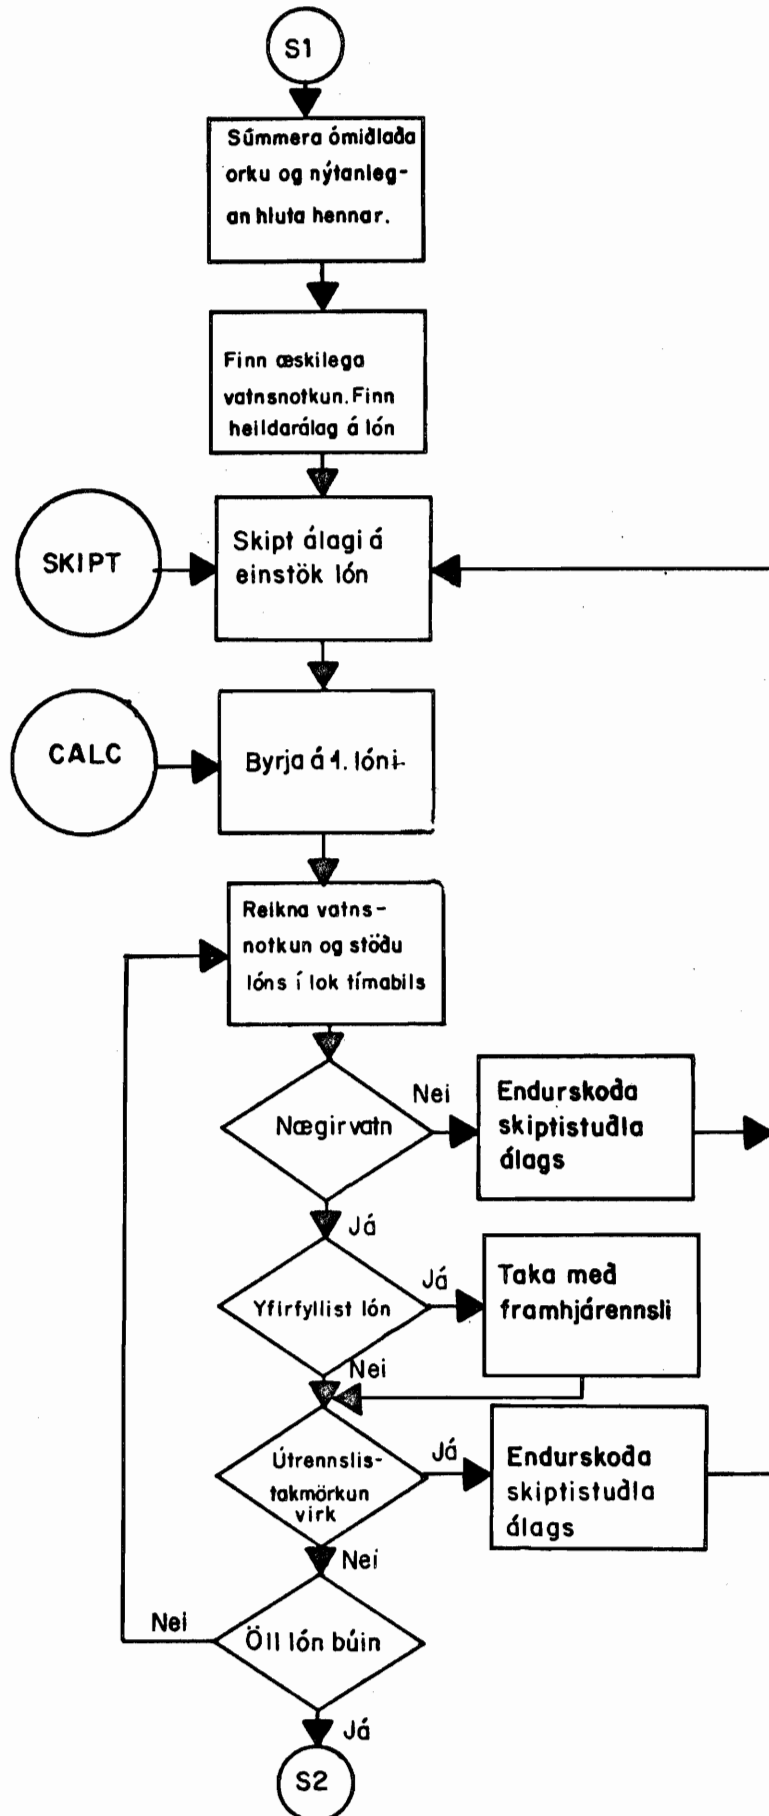 S1
Súmmera ómiðlaða
orku og nýtanleg-
an hluta hennar.
Finn æskilega
vatnsnotkun. Finn
heildarálag á lón
SKIPT
Skipt álagi á
einstök lón
CALC
Byrja á 1. lóni
Reikna vatns-
notkun og stöðu
lóns í lok tímabils
Nægir vatn
Nei
Endurskoða
skiptistuðla
álags
Já
Yfirfyllist lón
Já
Taka með
framhjárennsli
Nei
Útrennslis-
takmörkun
virk
Já
Endurskoða
skiptistuðla
álags
Nei
Öll lón búin
Nei
Já
S2